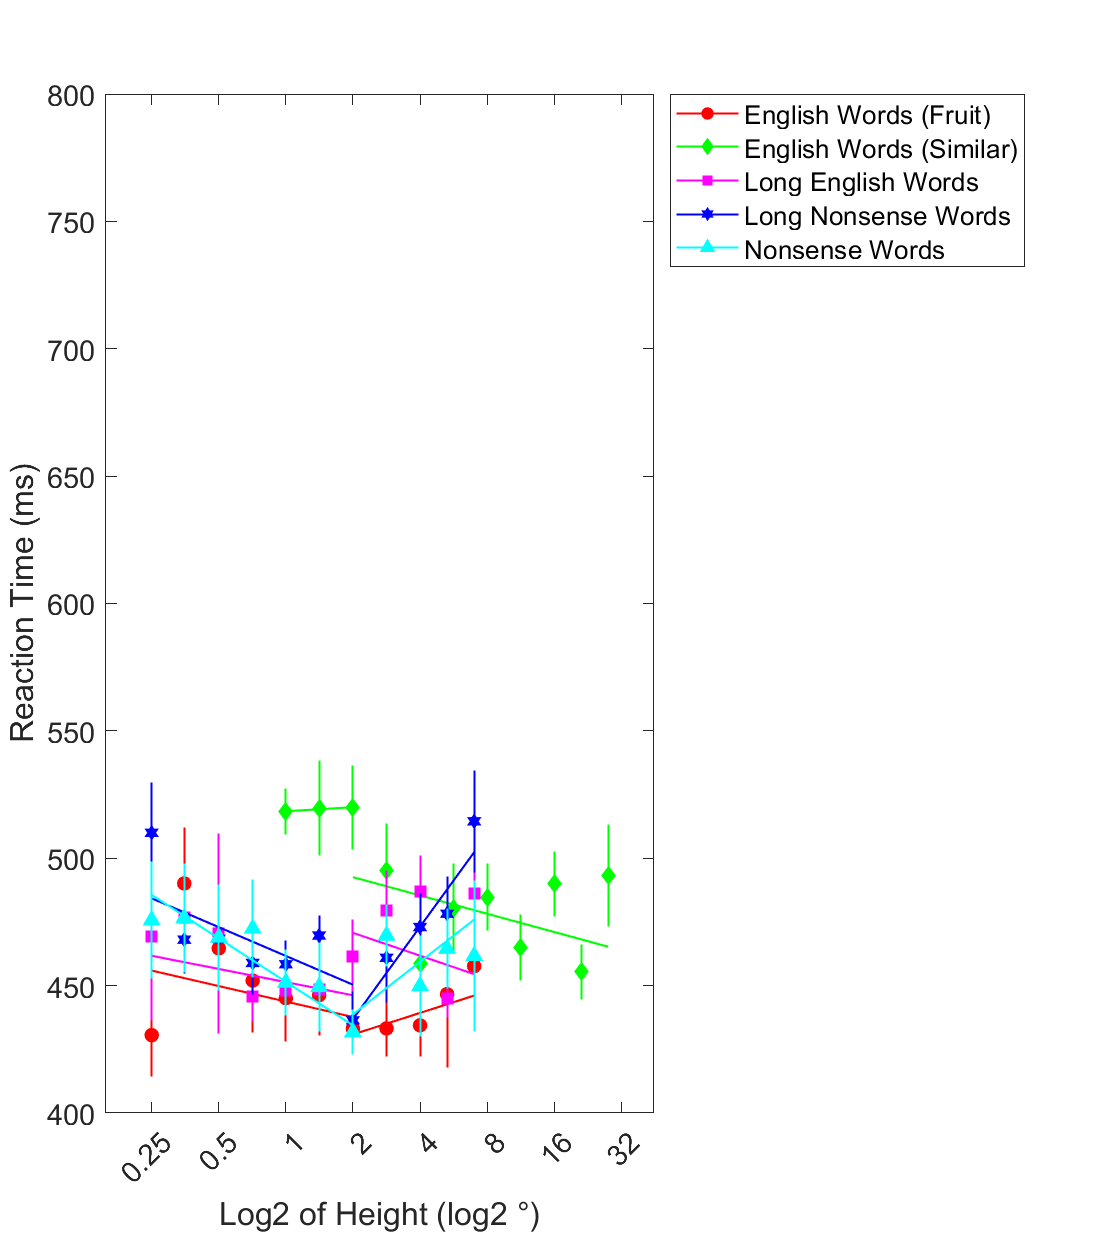 800
750
700
650
600
550
500
450
400
Reaction Time (ms)
0.25
0.5
1
2
4
8
16
32
Log2 of Height (log2 °)
English Words (Fruit)
English Words (Similar)
Long English Words
Long Nonsense Words
Nonsense Words